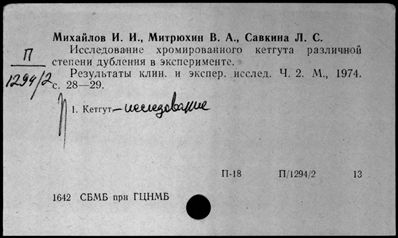 Михайлов И. И., Митрюхин В. А., Савкина Л. С.
Исследование хромированного кетгута различной
степени дубления в эксперименте.
Результаты клин. и экспер. исслед. Ч. 2. М., 1974.
с. 28—29.
П
1294/2
1. Кетгут—исследование
П-18 П/1294/2 13
1642 СБМБ при ГЦНМБ